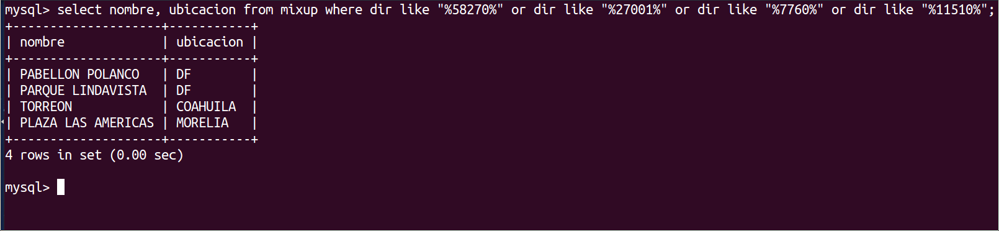 mysql> select nombre, ubicacion from mixup where dir like "%58270%" or dir like "%27001%" or dir like "%7760%" or dir like "%11510%";
+--------------------+-----------+
| nombre             | ubicacion |
+--------------------+-----------+
| PABELLON POLANCO   | DF        |
| PARQUE LINDAVISTA  | DF        |
| TORREON            | COAHUILA  |
| PLAZA LAS AMERICAS | MORELIA   |
+--------------------+-----------+
4 rows in set (0.00 sec)
mysql>